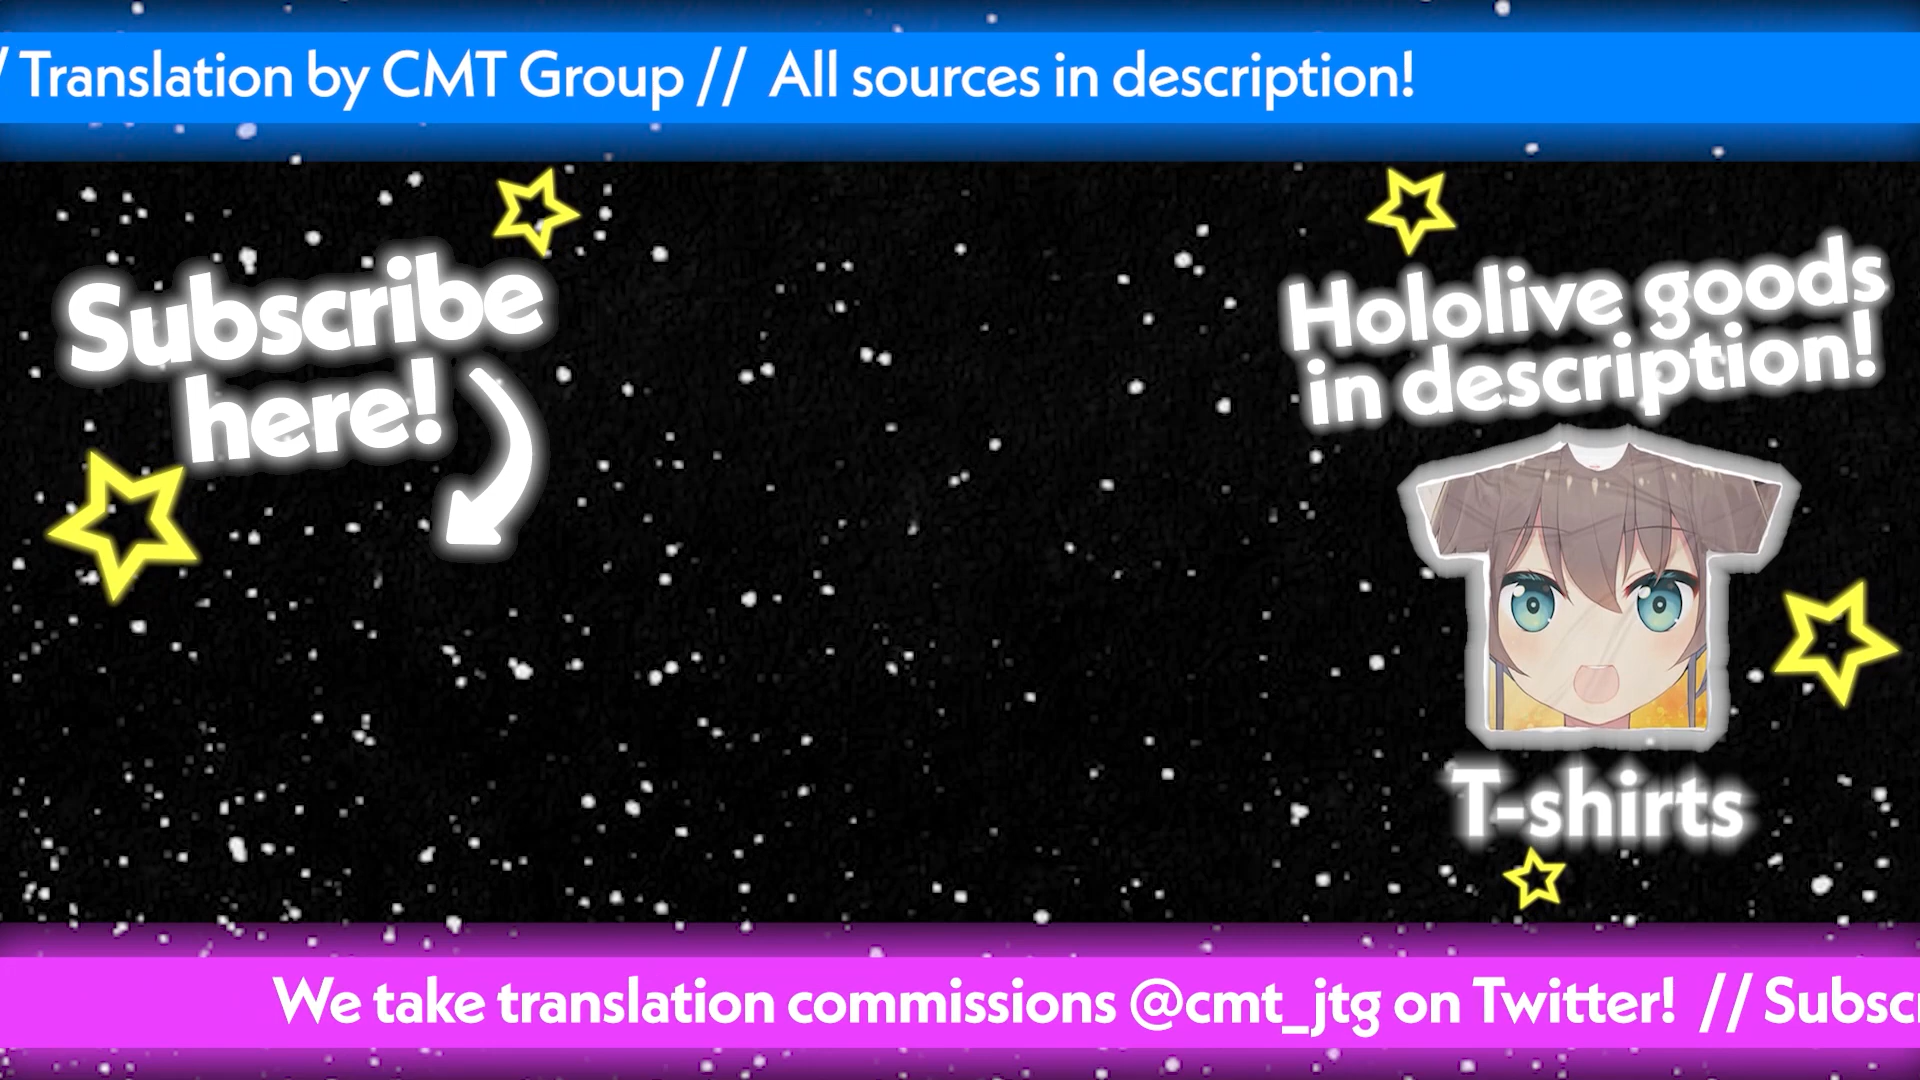 / Translation by CMT Group // All sources in description!
Subscribe
here!
Hololive goods
in description!
T-shirts
We take translation commissions @cmt_jtg on Twitter! // Subsc